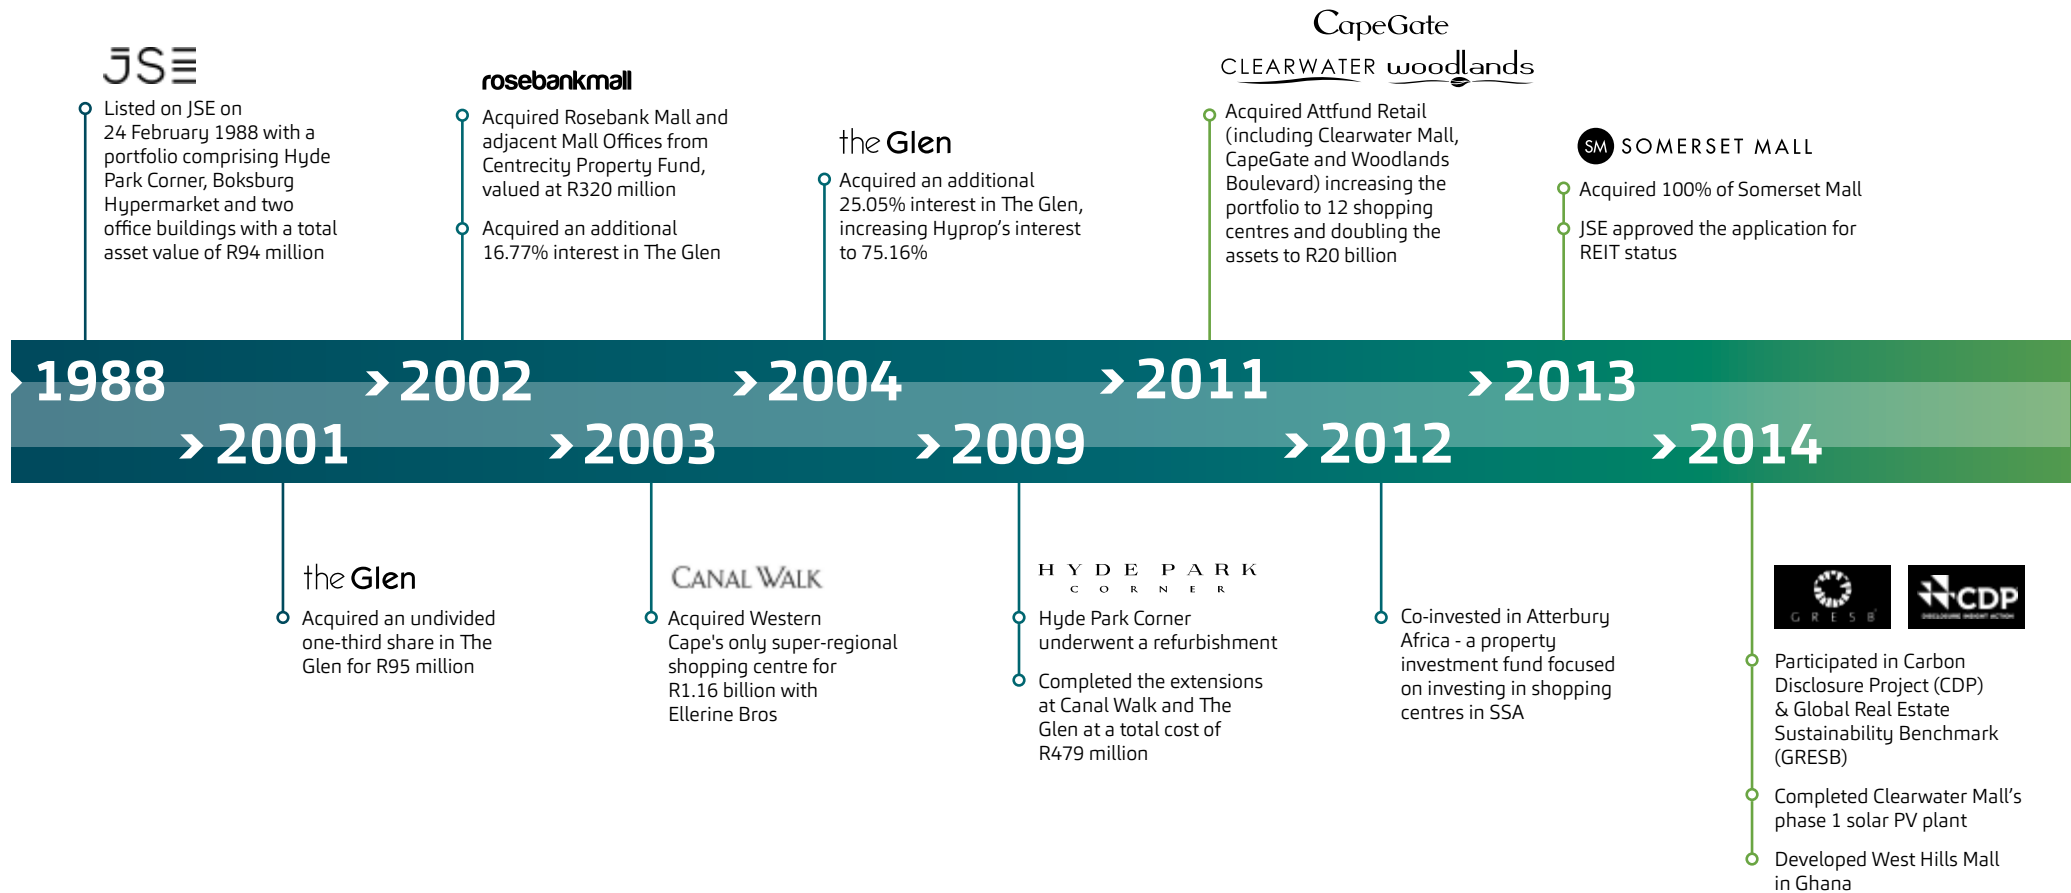 JSE
Listed on JSE on
24 February 1988 with a
portfolio comprising Hyde
Park Corner, Boksburg
Hypermarket and two
office buildings with a total
asset value of R94 million
rosebankmall
Acquired Rosebank Mall and
adjacent Mall Offices from
Centrecity Property Fund,
valued at R320 million
Acquired an additional
16.77% interest in The Glen
the Glen
Acquired an additional
25.05% interest in The Glen,
increasing Hyprop’s interest
to 75.16%
CapeGate
CLEARWATER woodlands
Acquired Attfund Retail
(including Clearwater Mall,
CapeGate and Woodlands
Boulevard) increasing the
portfolio to 12 shopping
centres and doubling the
assets to R20 billion
SM SOMERSET MALL
Acquired 100% of Somerset Mall
JSE approved the application for
REIT status
1988
2002
2004
2011
2013
2001
2003
2009
2012
2014
the Glen
Acquired an undivided
one-third share in The
Glen for R95 million
CANAL WALK
Acquired Western
Cape's only super-regional
shopping centre for
R1.16 billion with
Ellerine Bros
HYDE PARK
CORNER
Hyde Park Corner
underwent a refurbishment
Completed the extensions
at Canal Walk and The
Glen at a total cost of
R479 million
Co-invested in Atterbury
Africa - a property
investment fund focused
on investing in shopping
centres in SSA
GRESB
CDP
DISCLOSURE INSIGHT ACTION
Participated in Carbon
Disclosure Project (CDP)
& Global Real Estate
Sustainability Benchmark
(GRESB)
Completed Clearwater Mall’s
phase 1 solar PV plant
Developed West Hills Mall
in Ghana